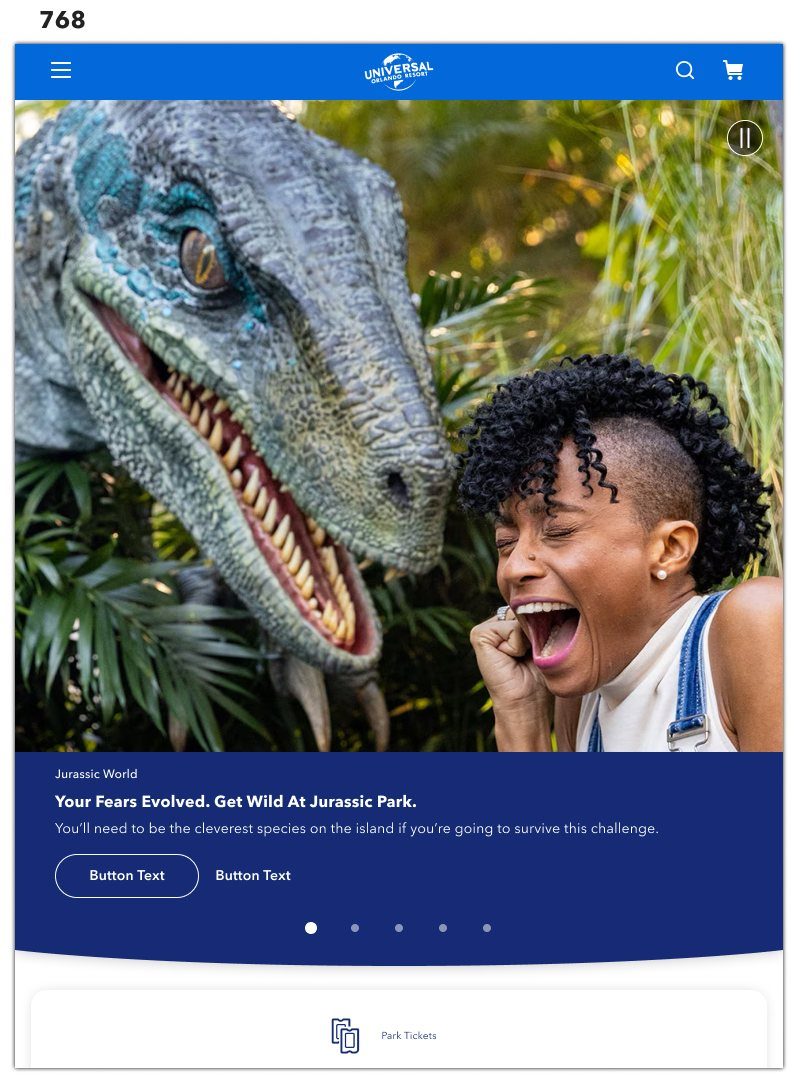 768
UNIVERSAL
ORLANDO RESORT
Jurassic World
Your Fears Evolved. Get Wild At Jurassic Park.
You’ll need to be the cleverest species on the island if you’re going to survive this challenge.
Button Text Button Text
Park Tickets